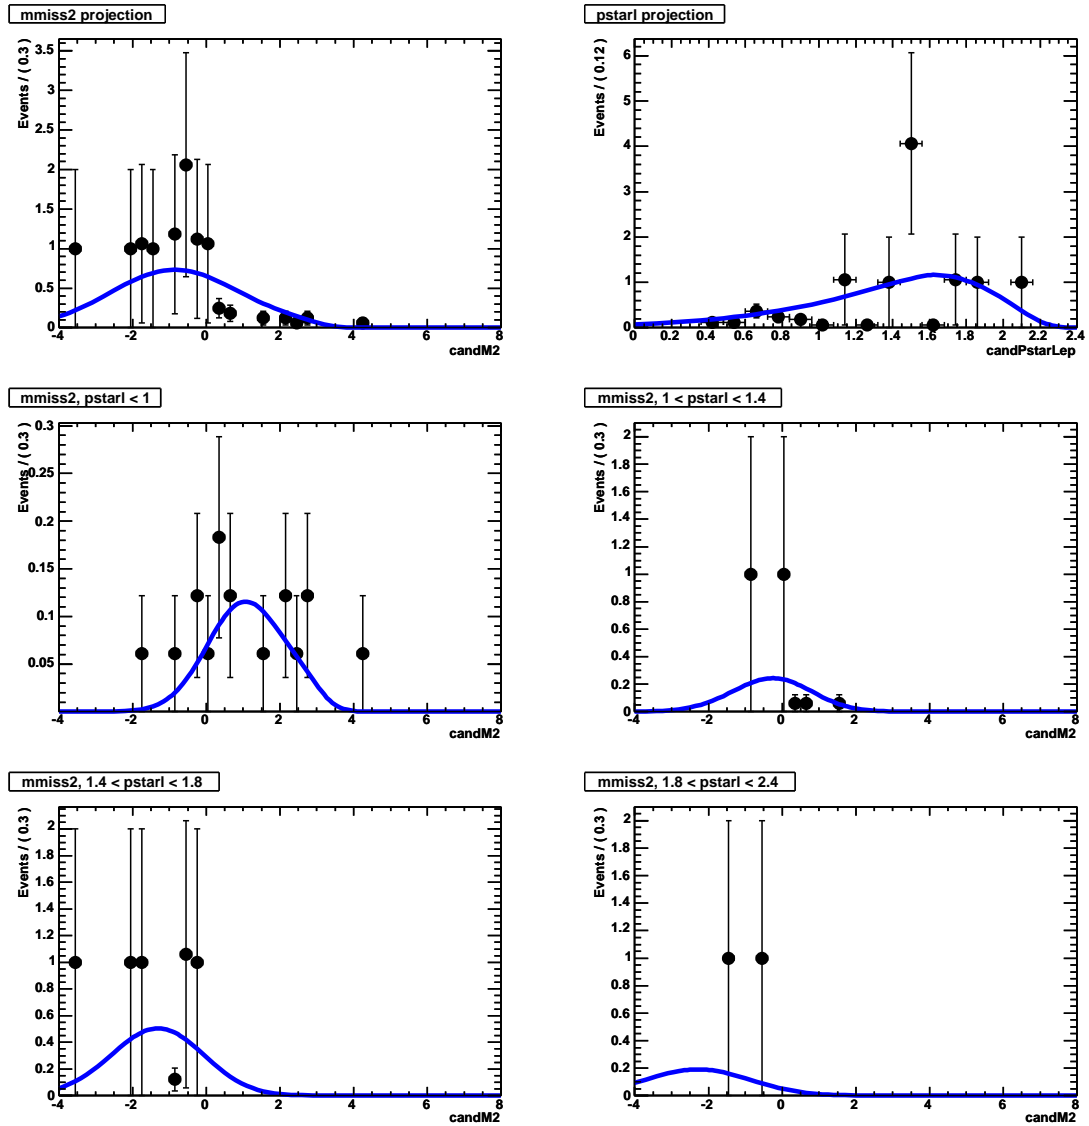 mmiss2 projection
Events / ( 0.3 )
3.5
3
2.5
2
1.5
1
0.5
0
-4 -2 0 2 4 6 8
candM2
pstarl projection
Events / ( 0.12 )
6
5
4
3
2
1
0
0 0.2 0.4 0.6 0.8 1 1.2 1.4 1.6 1.8 2 2.2 2.4
candPstarLep
mmiss2, pstarl < 1
Events / ( 0.3 )
0.3
0.25
0.2
0.15
0.1
0.05
-4 -2 0 2 4 6 8
candM2
mmiss2, 1 < pstarl < 1.4
Events / ( 0.3 )
2
1.8
1.6
1.4
1.2
1
0.8
0.6
0.4
0.2
0
-4 -2 0 2 4 6 8
candM2
mmiss2, 1.4 < pstarl < 1.8
Events / ( 0.3 )
2
1.8
1.6
1.4
1.2
1
0.8
0.6
0.4
0.2
0
-4 -2 0 2 4 6 8
candM2
mmiss2, 1.8 < pstarl < 2.4
Events / ( 0.3 )
2
1.8
1.6
1.4
1.2
1
0.8
0.6
0.4
0.2
0
-4 -2 0 2 4 6 8
candM2